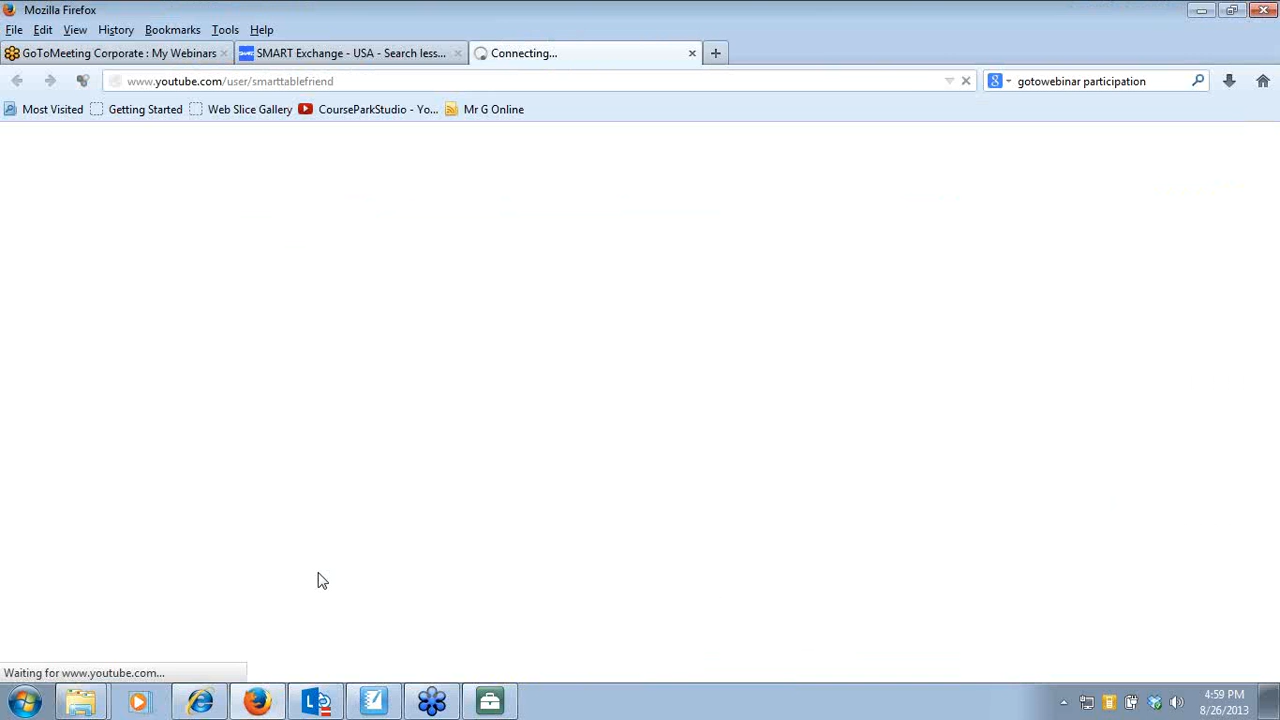 Mozilla Firefox
File Edit View History Bookmarks Tools Help
GoToMeeting Corporate : My Webinars SMART Exchange - USA - Search less... Connecting...
www.youtube.com/user/smarttablefriend gotowebinar participation
Most Visited Getting Started Web Slice Gallery CourseParkStudio - Yo... Mr G Online
Waiting for www.youtube.com...
4:59 PM
8/26/2013